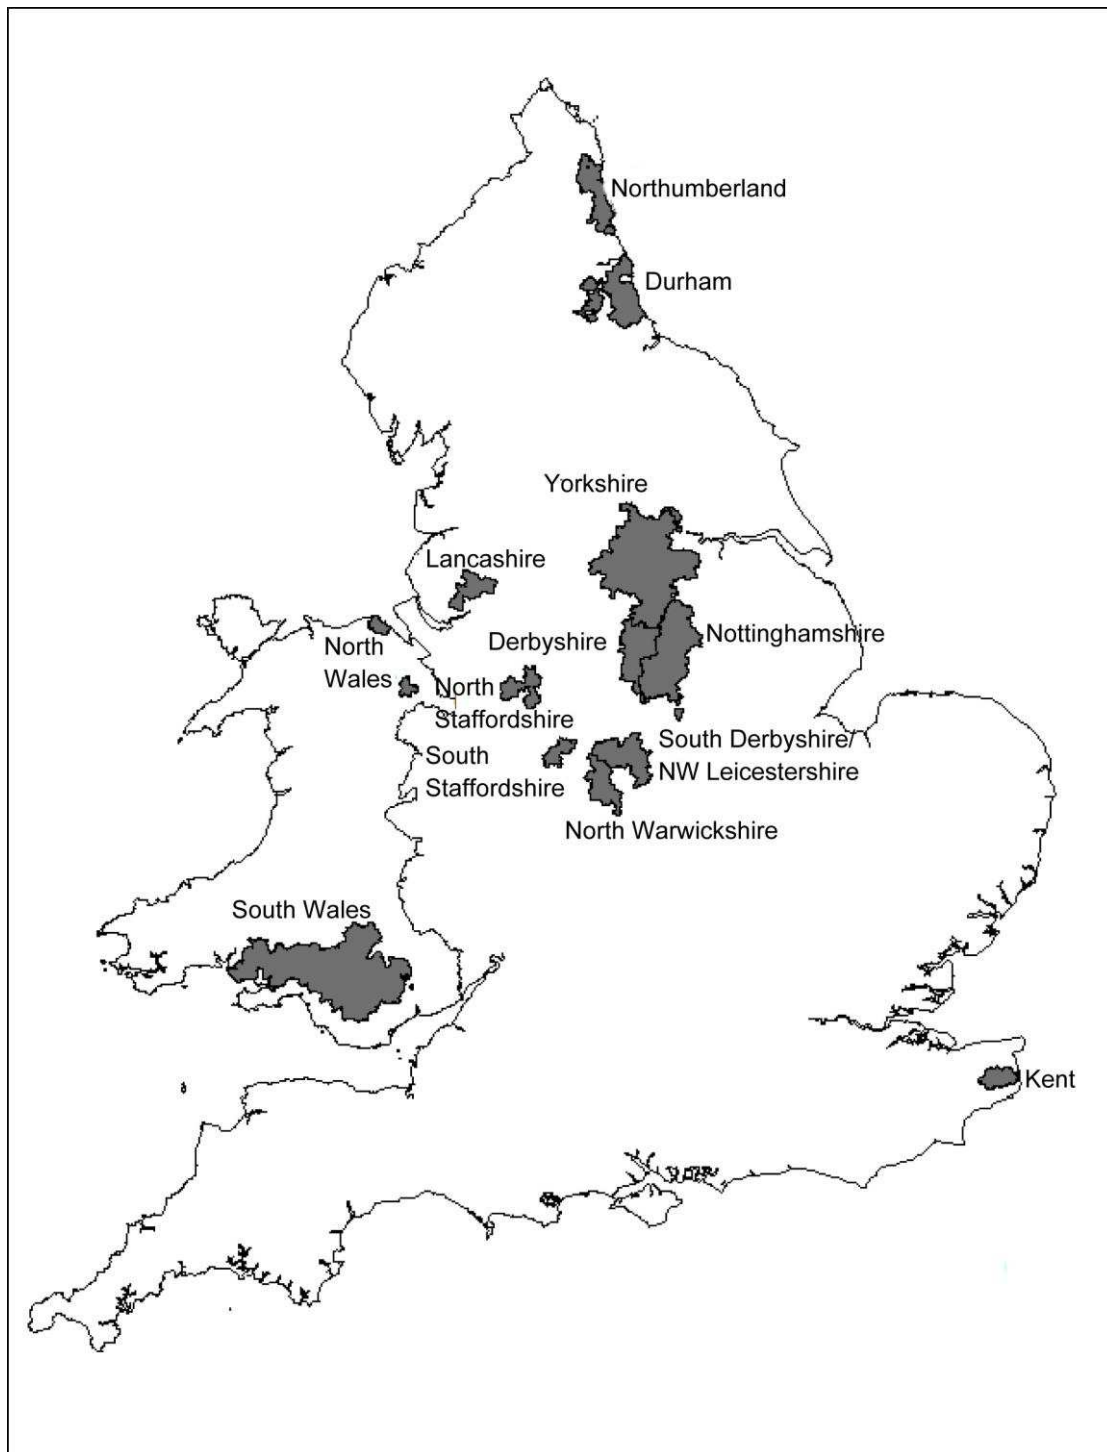 Northumberland
Durham
Yorkshire
Lancashire
Derbyshire
Nottinghamshire
North
Wales
North
Staffordshire
South
Staffordshire
South Derbyshire/
NW Leicestershire
North Warwickshire
South Wales
Kent